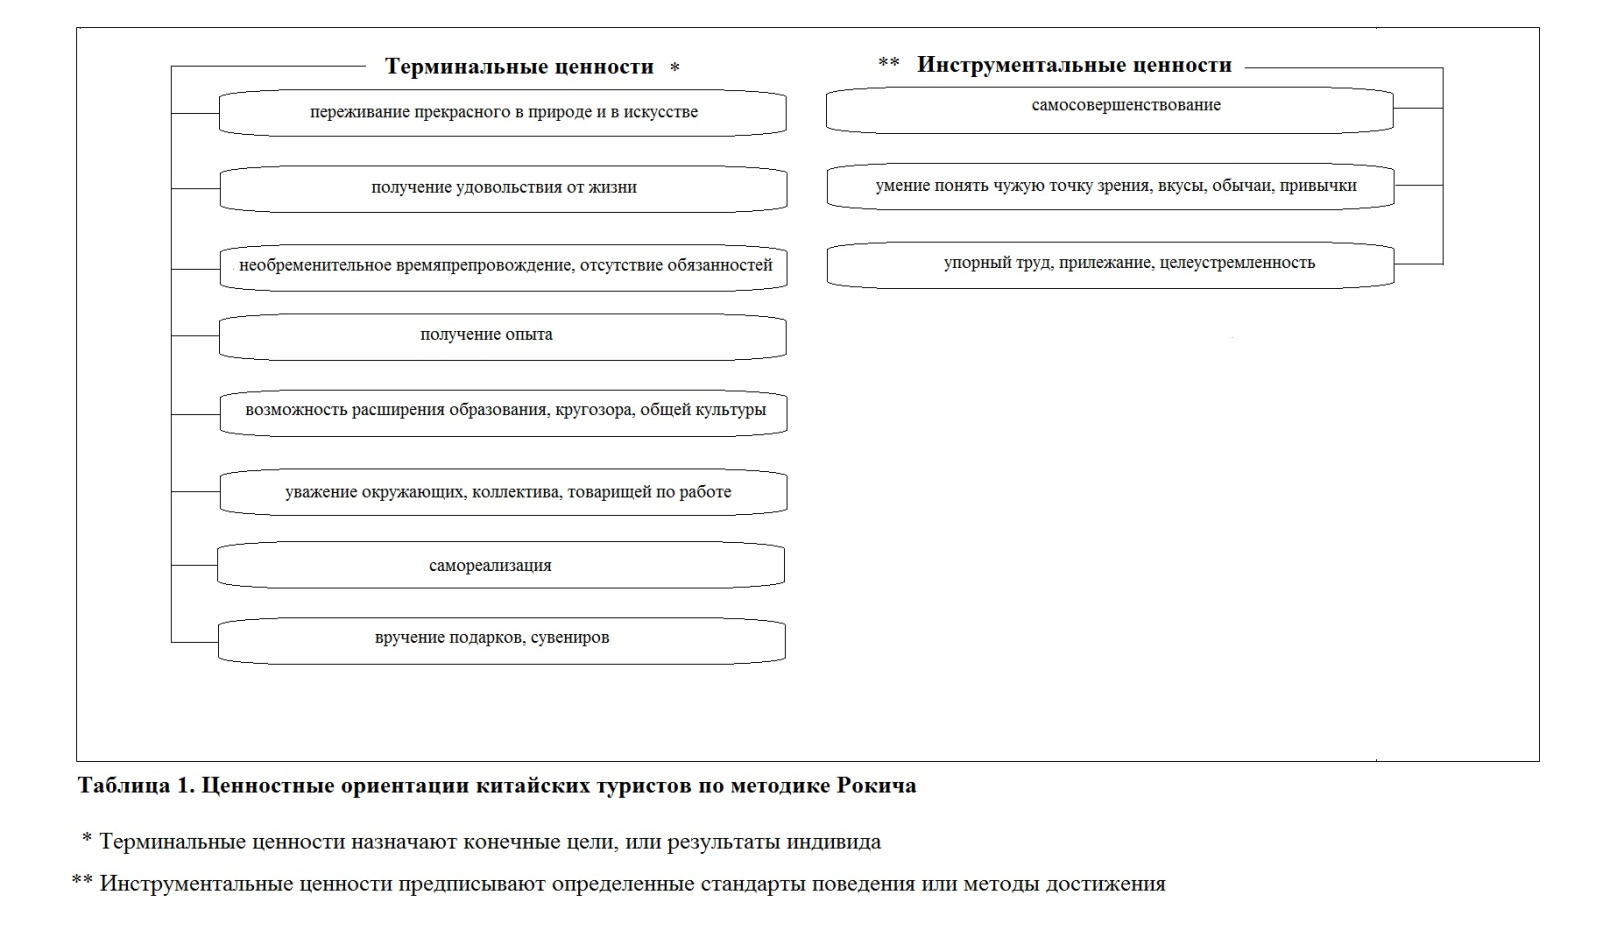 Терминальные ценности *
переживание прекрасного в природе и в искусстве
получение удовольствия от жизни
необременительное времяпрепровождение, отсутствие обязанностей
получение опыта
возможность расширения образования, кругозора, общей культуры
уважение окружающих, коллектива, товарищей по работе
самореализация
вручение подарков, сувениров
** Инструментальные ценности
самосовершенствование
умение понять чужую точку зрения, вкусы, обычаи, привычки
упорный труд, прилежание, целеустремленность
Таблица 1. Ценностные ориентации китайских туристов по методике Рокича
* Терминальные ценности назначают конечные цели, или результаты индивида
** Инструментальные ценности предписывают определенные стандарты поведения или методы достижения